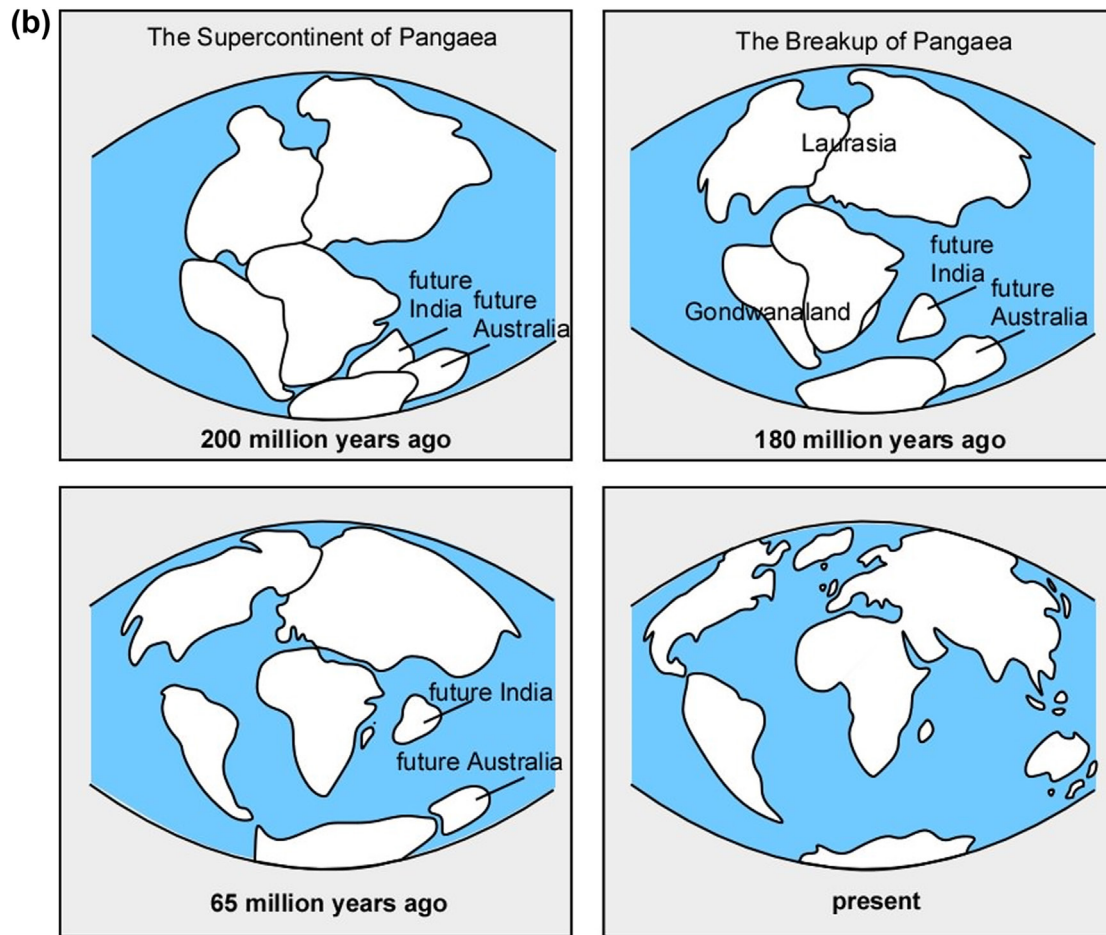 (b)
The Supercontinent of Pangaea
future
India
future
Australia
200 million years ago
The Breakup of Pangaea
Laurasia
future
India
future
Australia
Gondwanaland
180 million years ago
future India
future Australia
65 million years ago
present